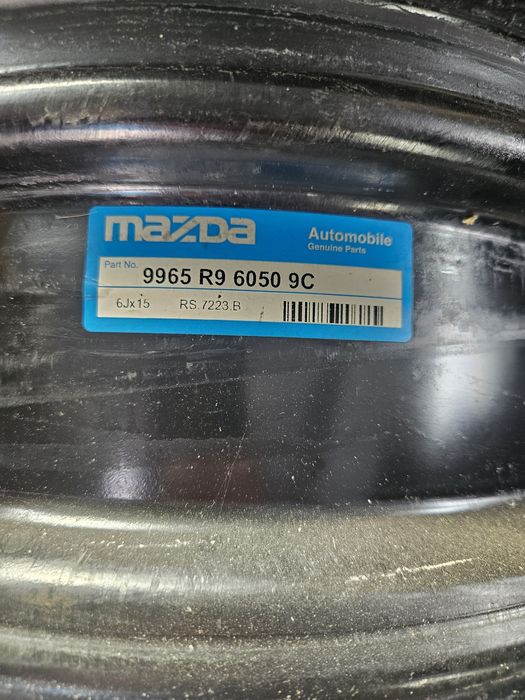 mazda
Automobile
Genuine Parts
Part No.
9965 R9 6050 9C
6Jx15 RS.7223.B